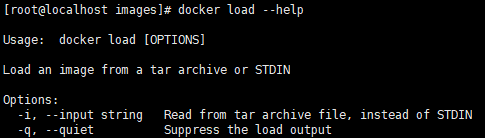 [root@localhost images]# docker load --help
Usage:  docker load [OPTIONS]
Load an image from a tar archive or STDIN
Options:
  -i, --input string   Read from tar archive file, instead of STDIN
  -q, --quiet          Suppress the load output